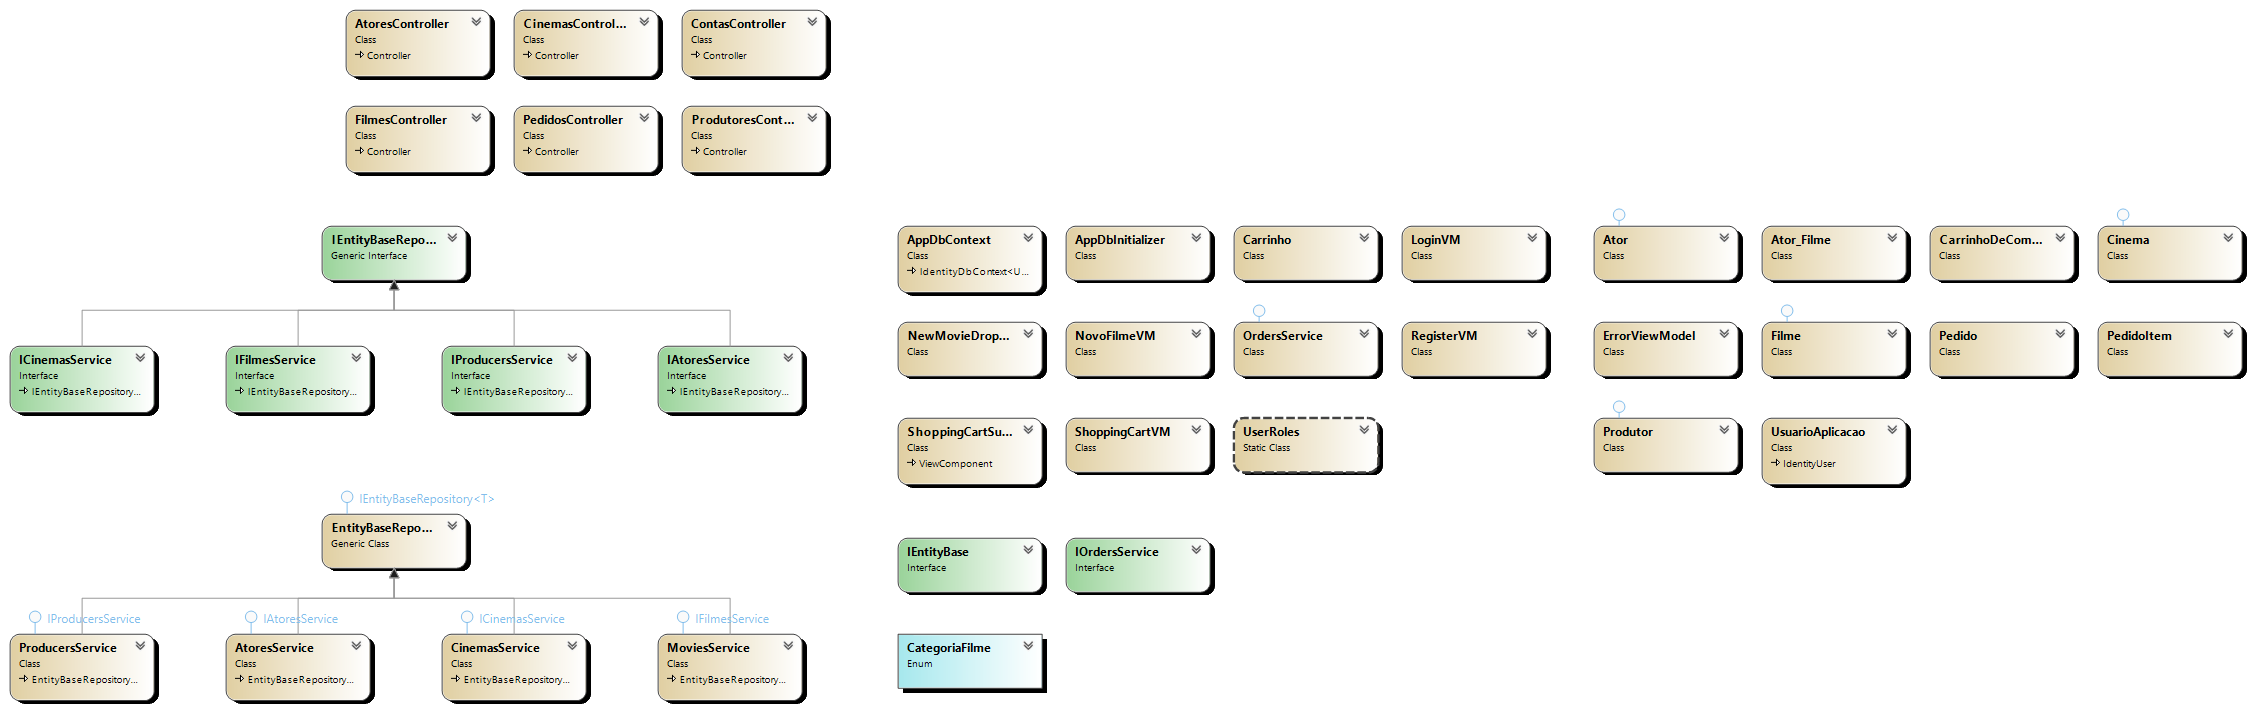 AtoresController
Class
Controller
CinemasControl...
Class
Controller
ContasController
Class
Controller
FilmesController
Class
Controller
PedidosController
Class
Controller
ProdutoresCont...
Class
Controller
IEntityBaseRepo...
Generic Interface
ICinemasService
Interface
IEntityBaseRepository...
IFilmesService
Interface
IEntityBaseRepository...
IProducersService
Interface
IEntityBaseRepository...
IAtoresService
Interface
IEntityBaseRepository...
IEntityBaseRepository<T>
EntityBaseRepo...
Generic Class
IProducersService
ProducersService
Class
EntityBaseRepository...
IAtoresService
AtoresService
Class
EntityBaseRepository...
ICinemasService
CinemasService
Class
EntityBaseRepository...
IFilmesService
MoviesService
Class
EntityBaseRepository...
AppDbContext
Class
IdentityDbContext<U...
AppDbInitializer
Class
Carrinho
Class
LoginVM
Class
NewMovieDrop...
Class
NovoFilmeVM
Class
OrdersService
Class
RegisterVM
Class
ShoppingCartSu...
Class
ViewComponent
ShoppingCartVM
Class
UserRoles
Static Class
IEntityBase
Interface
IOrdersService
Interface
CategoriaFilme
Enum
Ator
Class
Ator_Filme
Class
CarrinhoDeCom...
Class
Cinema
Class
ErrorViewModel
Class
Filme
Class
Pedido
Class
PedidoItem
Class
Produtor
Class
UsuarioAplicacao
Class
IdentityUser